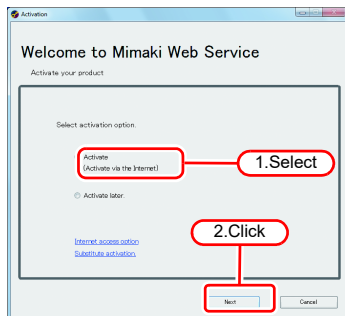 Activation
Welcome to Mimaki Web Service
Activate your product
Select activation option.
Activate
(Activate via the Internet)
1.Select
Activate later.
2.Click
Internet access option
Substitute activation.
Next
Cancel